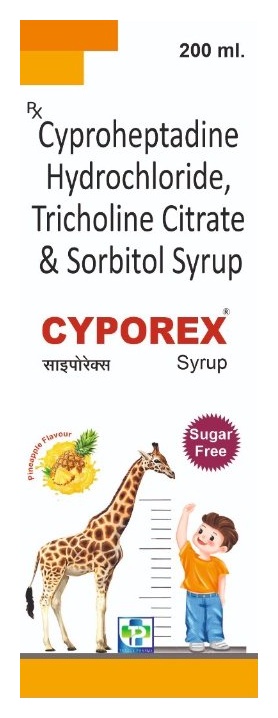 200 ml.
Rx
Cyproheptadine
Hydrochloride,
Tricholine Citrate
& Sorbitol Syrup
CYPOREX®
साइपोरेक्स Syrup
Pineapple Flavour
Sugar
Free